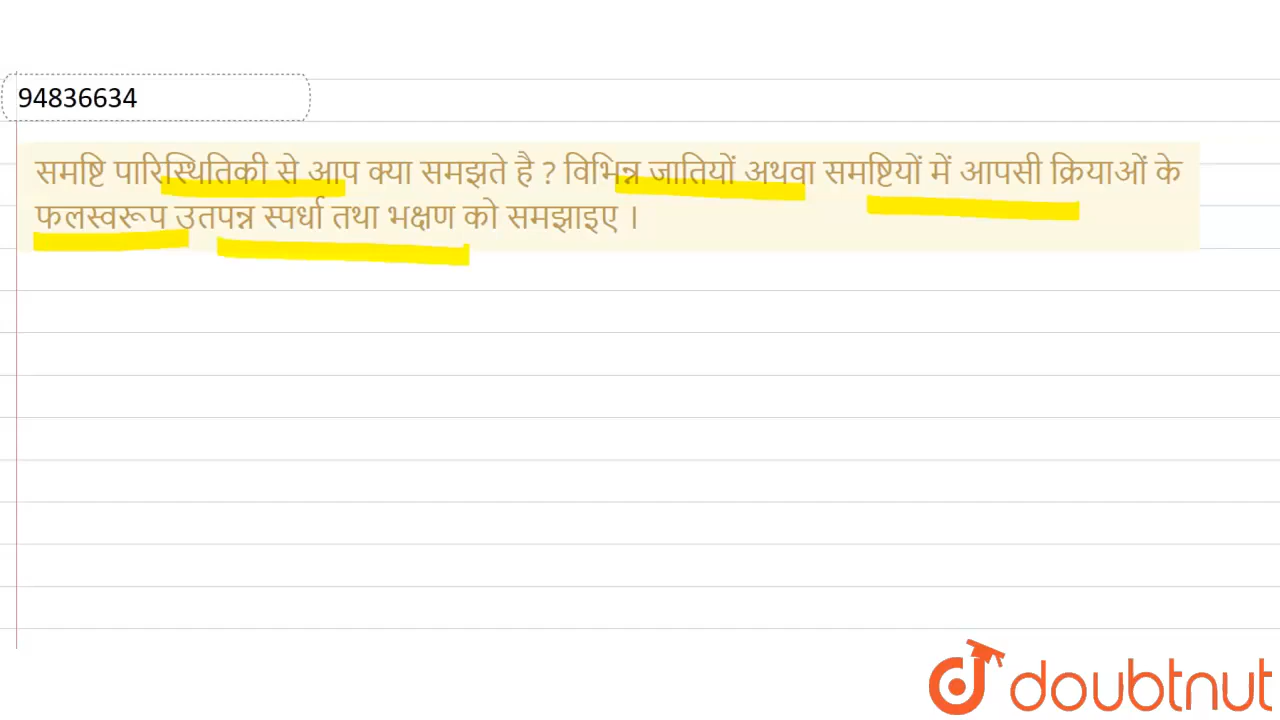 94836634
समष्टि पारिस्थितिकी से आप क्या समझते है ? विभिन्न जातियों अथवा समष्टियों में आपसी क्रियाओं के
फलस्वरूप उतपन्न स्पर्धा तथा भक्षण को समझाइए ।
doubtnut